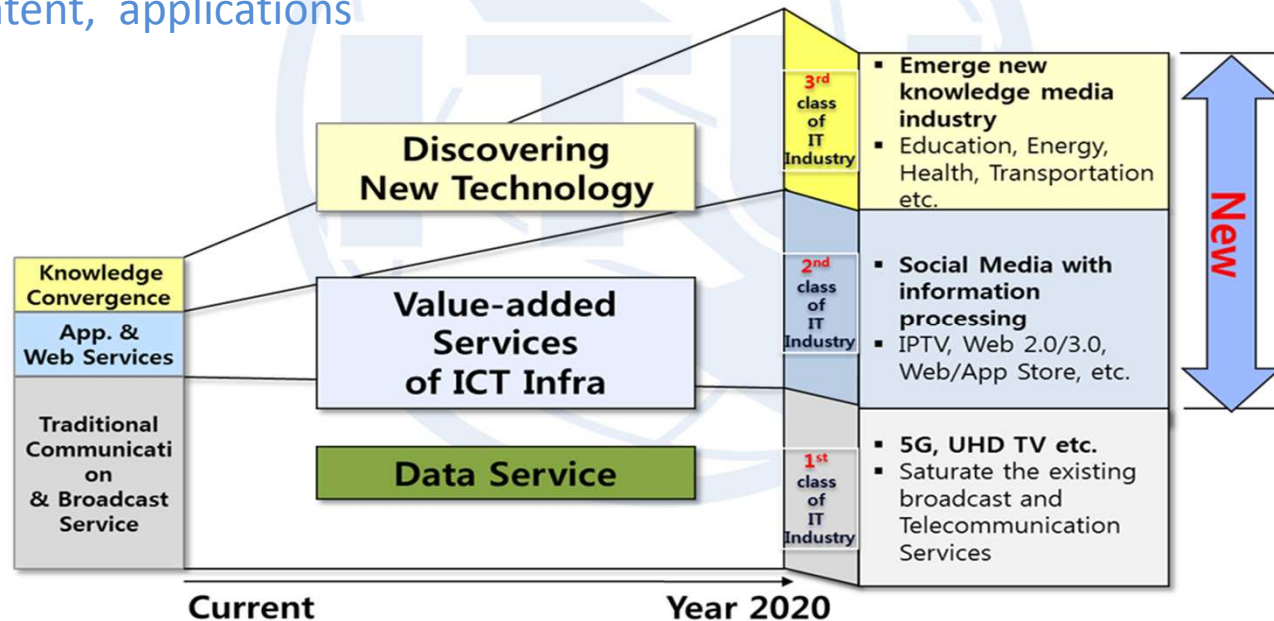 ntent, applications
Knowledge
Convergence
App. &
Web Services
Traditional
Communicati
on
& Broadcast
Service
Discovering
New Technology
Value-added
Services
of ICT Infra
Data Service
3rd
class
of
IT
Industry
2nd
class
of
IT
Industry
1st
class
of
IT
Industry
▪ Emerge new
knowledge media
industry
▪ Education, Energy,
Health, Transportation
etc.
▪ Social Media with
information
processing
▪ IPTV, Web 2.0/3.0,
Web/App Store, etc.
▪ 5G, UHD TV etc.
▪ Saturate the existing
broadcast and
Telecommunication
Services
New
Current
Year 2020